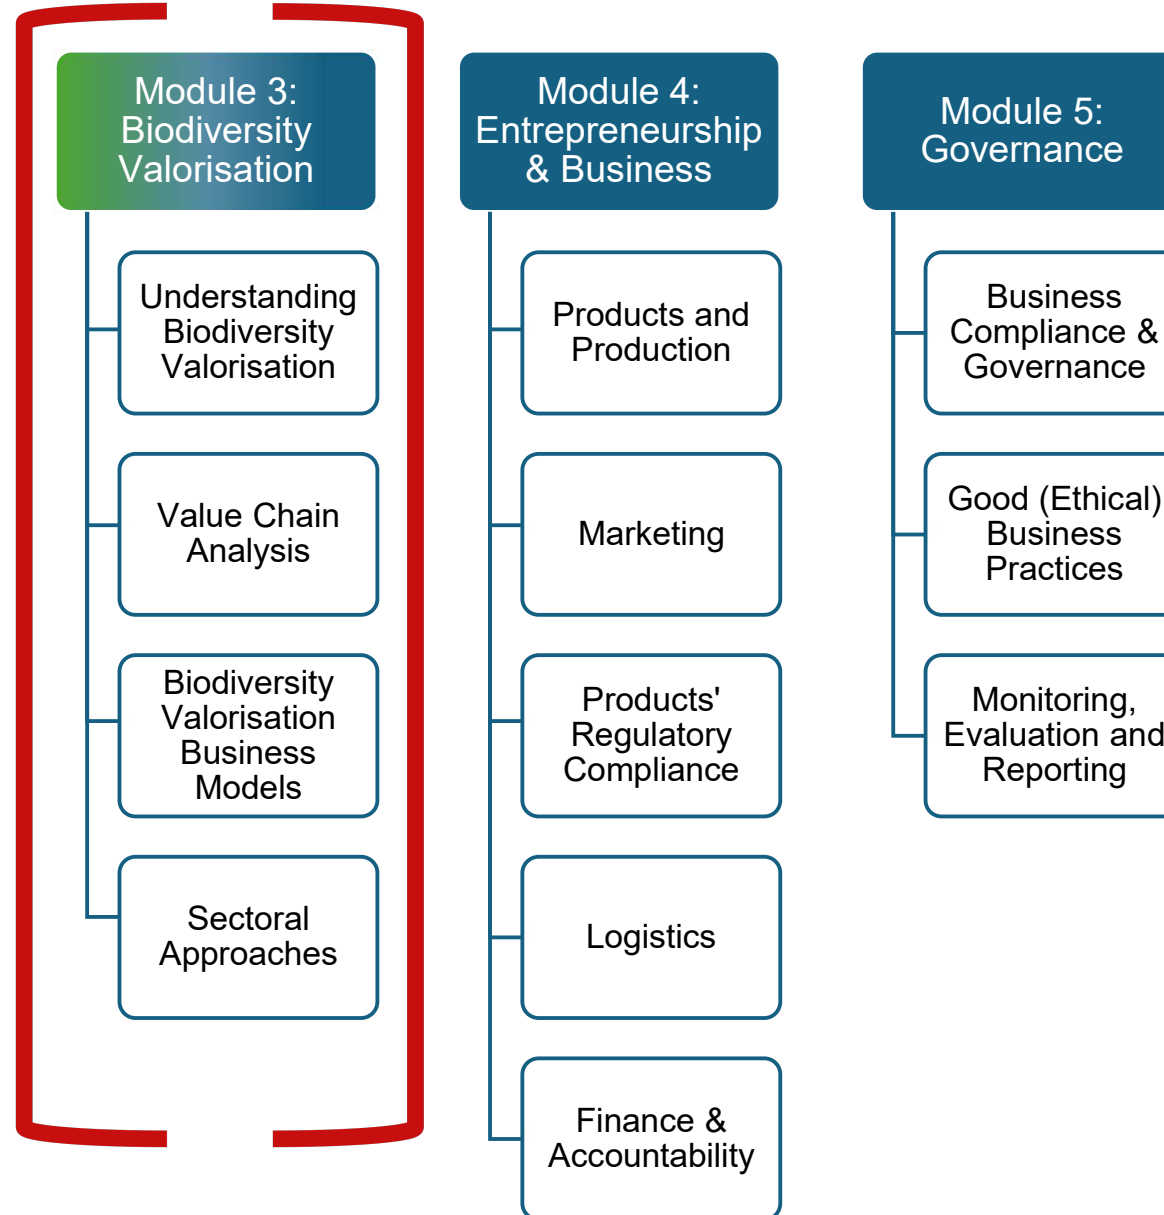 Module 3:
Biodiversity
Valorisation
Understanding
Biodiversity
Valorisation
Value Chain
Analysis
Biodiversity
Valorisation
Business
Models
Sectoral
Approaches
Module 4:
Entrepreneurship
& Business
Products and
Production
Marketing
Products'
Regulatory
Compliance
Logistics
Finance &
Accountability
Module 5:
Governance
Business
Compliance &
Governance
Good (Ethical)
Business
Practices
Monitoring,
Evaluation and
Reporting